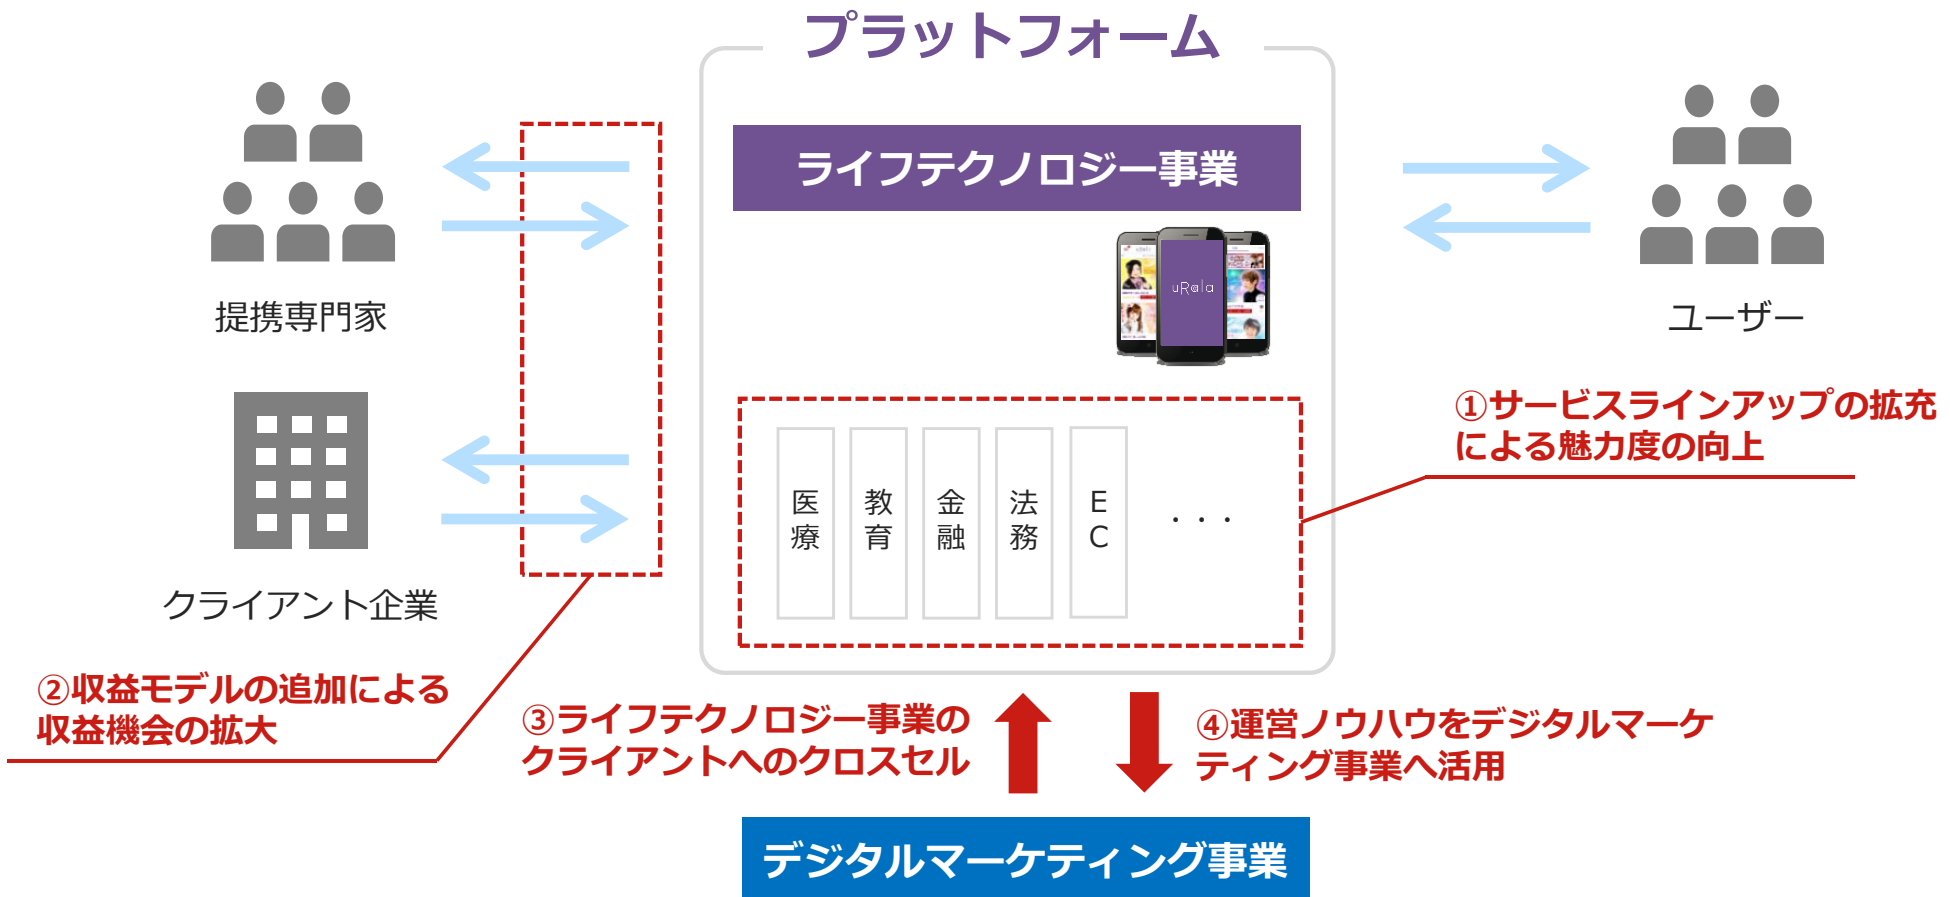 プラットフォーム
ライフテクノロジー事業
uRala
提携専門家
ユーザー
クライアント企業
医療
教育
金融
法務
EC
・・・
①サービスラインアップの拡充
による魅力度の向上
②収益モデルの追加による
収益機会の拡大
③ライフテクノロジー事業の
クライアントへのクロスセル
④運営ノウハウをデジタルマーケ
ティング事業へ活用
デジタルマーケティング事業